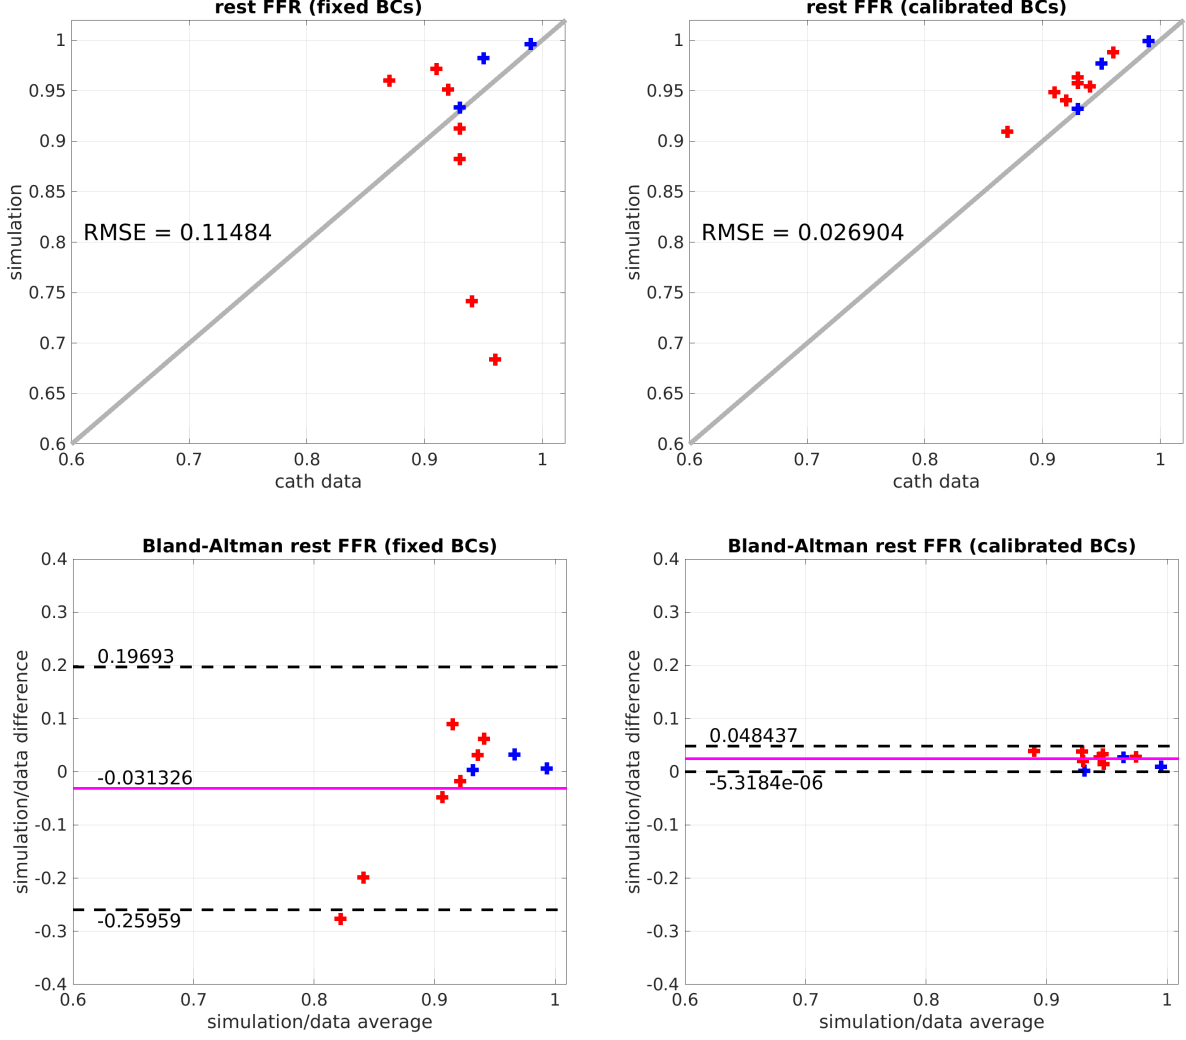 rest FFR (fixed BCs)
1
0.95
0.9
0.85
0.8
0.75
0.7
0.65
0.6
simulation
RMSE = 0.11484
0.6 0.7 0.8 0.9 1
cath data
rest FFR (calibrated BCs)
1
0.95
0.9
0.85
0.8
0.75
0.7
0.65
0.6
simulation
RMSE = 0.026904
0.6 0.7 0.8 0.9 1
cath data
Bland-Altman rest FFR (fixed BCs)
0.4
0.3
0.2
0.1
0
-0.1
-0.2
-0.3
-0.4
simulation/data difference
0.19693
-0.031326
-0.25959
0.6 0.7 0.8 0.9 1
simulation/data average
Bland-Altman rest FFR (calibrated BCs)
0.4
0.3
0.2
0.1
0
-0.1
-0.2
-0.3
-0.4
simulation/data difference
0.048437
-5.3184e-06
0.6 0.7 0.8 0.9 1
simulation/data average